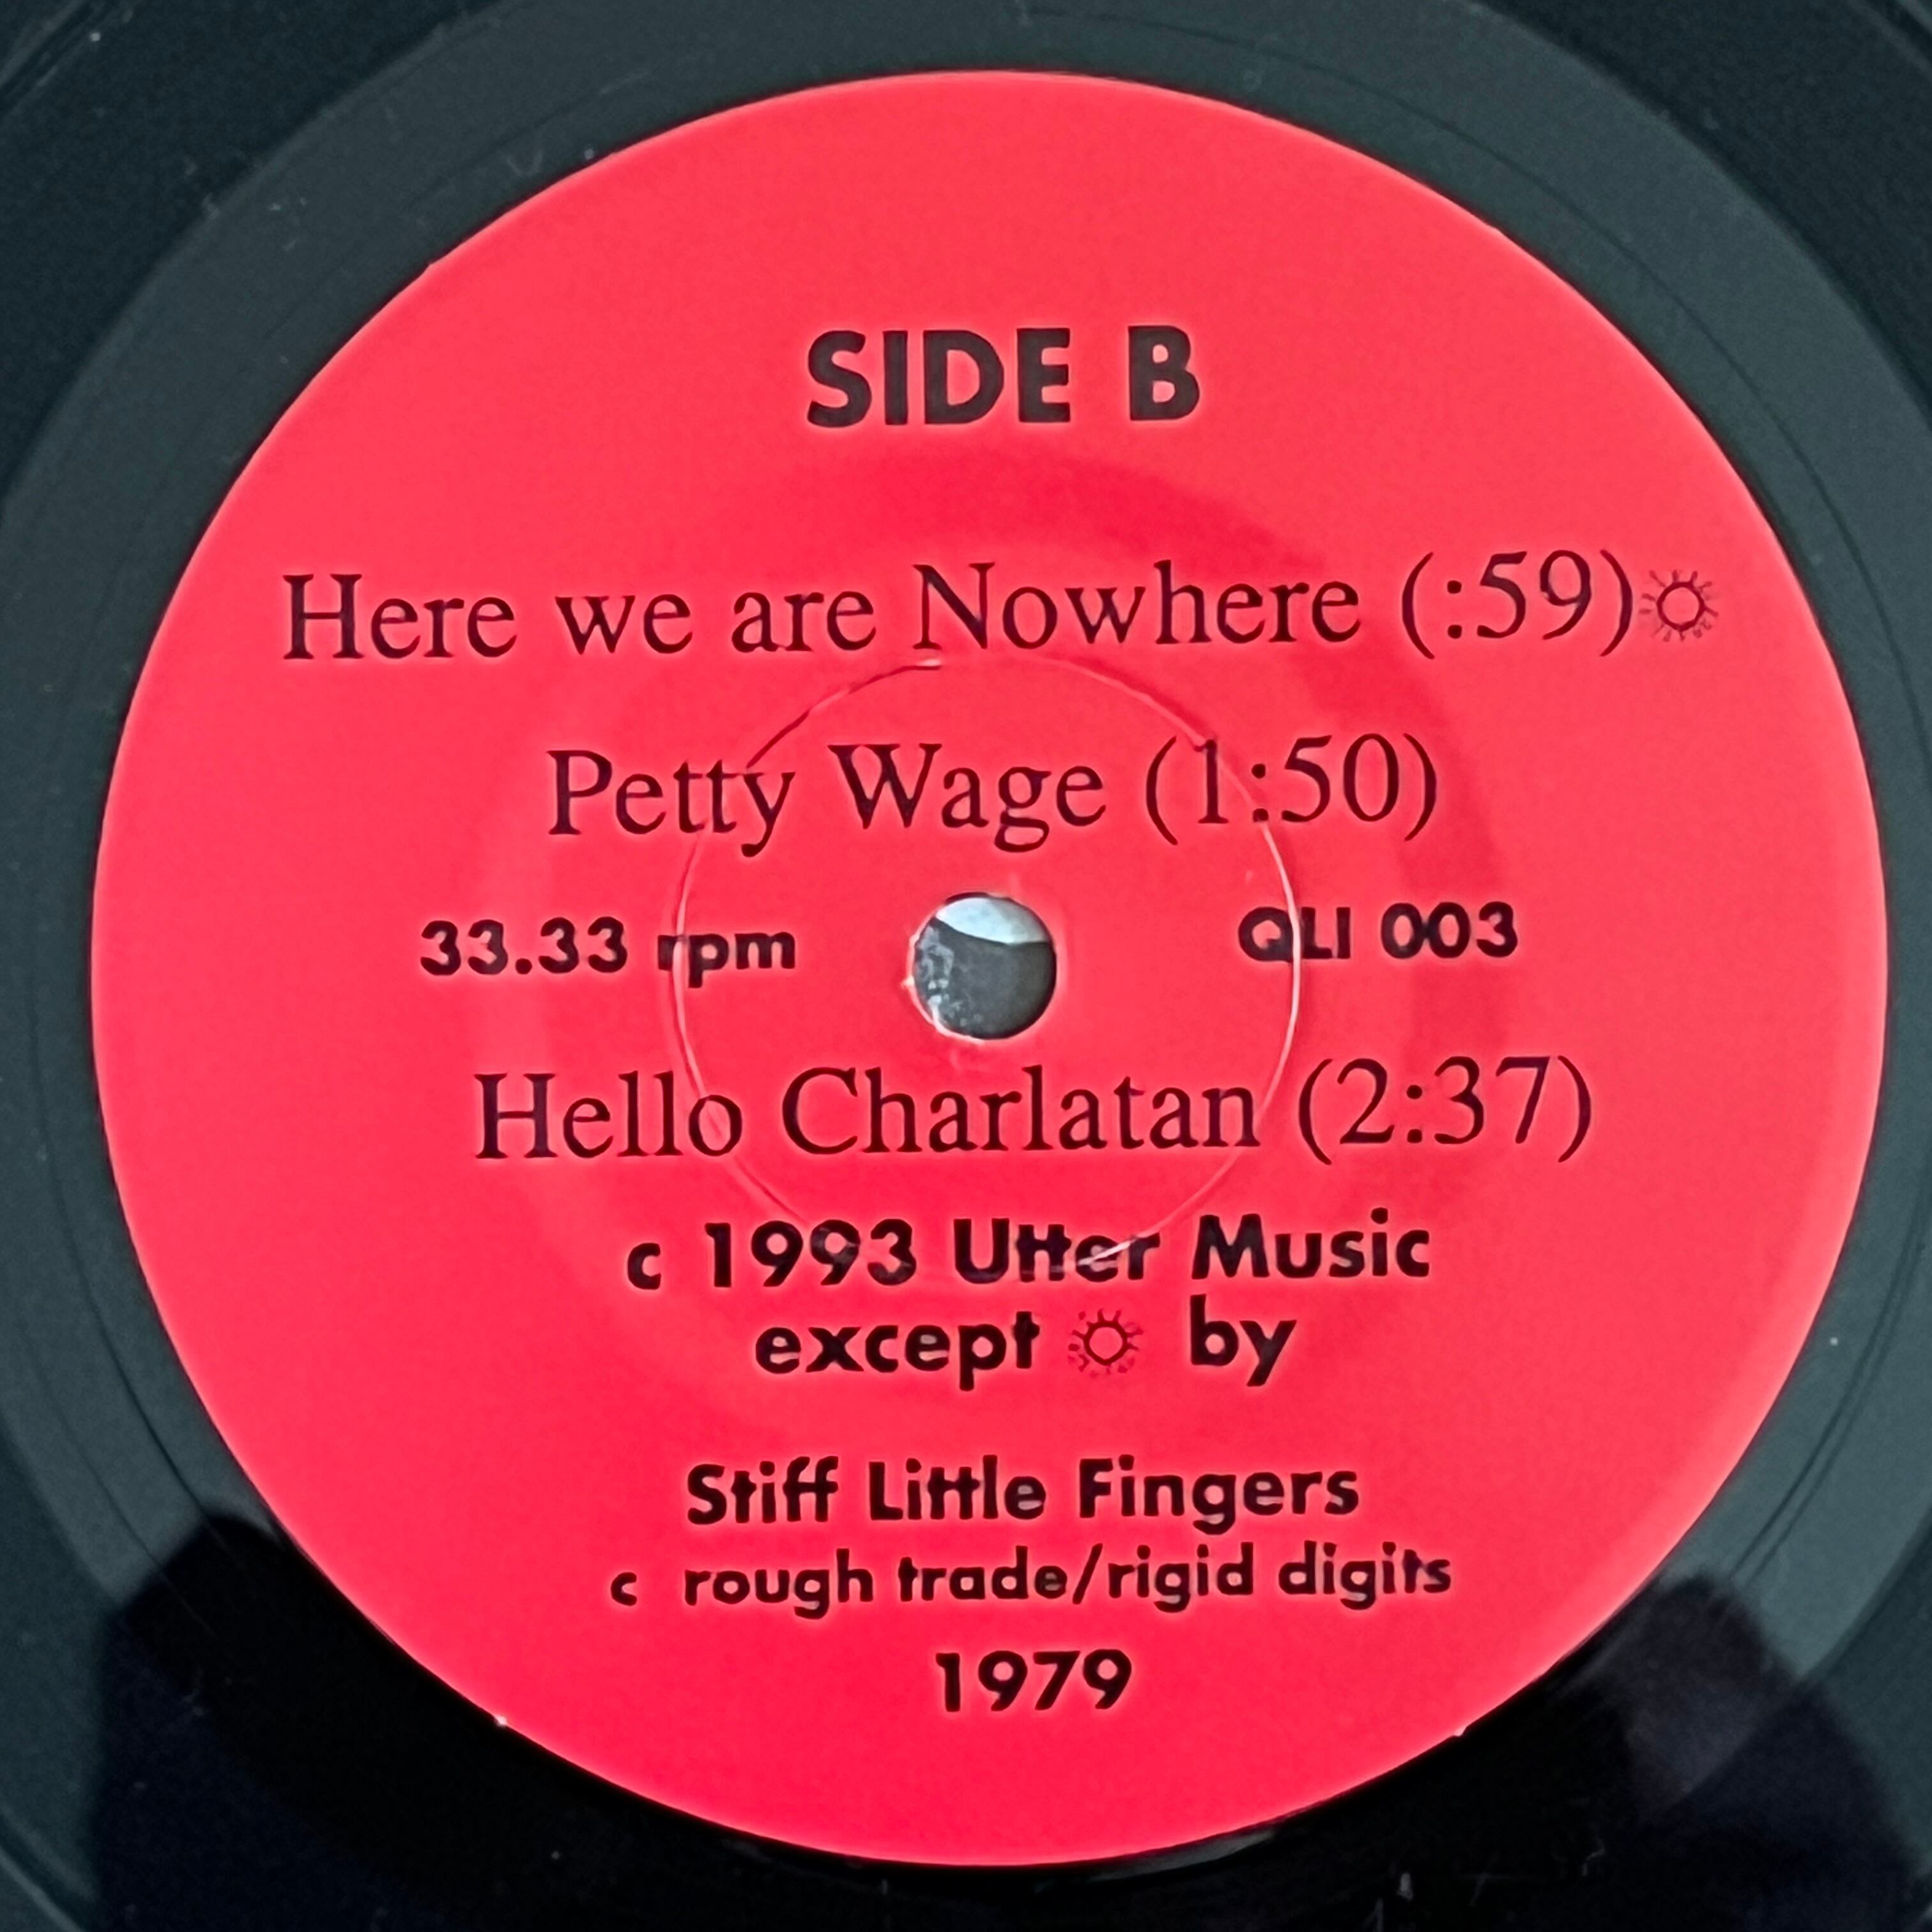 SIDE B
Here we are Nowhere (:59)☼
Petty Wage (1:50)
33.33 rpm QLI 003
Hello Charlatan (2:37)
c 1993 Utter Music
except ☼ by
Stiff Little Fingers
c rough trade/rigid digits
1979